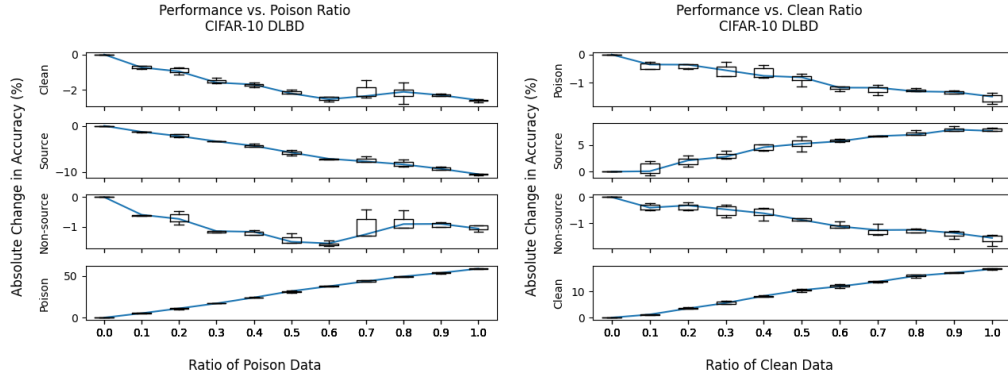 Performance vs. Poison Ratio
CIFAR-10 DLBD
Absolute Change in Accuracy (%)
Clean
0
−2
Source
0
−10
Non-source
0
−1
Poison
50
0
0.0 0.1 0.2 0.3 0.4 0.5 0.6 0.7 0.8 0.9 1.0
Ratio of Poison Data
Performance vs. Clean Ratio
CIFAR-10 DLBD
Absolute Change in Accuracy (%)
Poison
0
−1
Source
5
0
Non-source
0
−1
Clean
10
0
0.0 0.1 0.2 0.3 0.4 0.5 0.6 0.7 0.8 0.9 1.0
Ratio of Clean Data